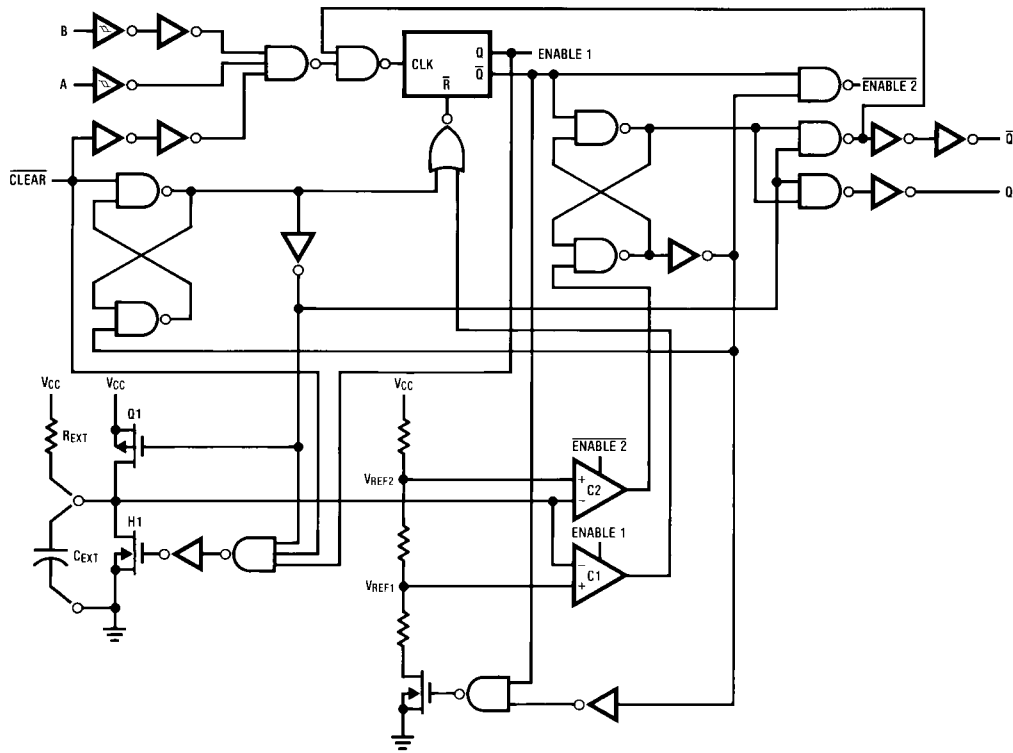 B
A
CLEAR
CLK
Q
Q̅
R̅
ENABLE 1
ENABLE 2
Q̅
Q
VCC
REXT
VCC
Q1
CEXT
H1
VCC
VREF2
VREF1
ENABLE 2
+
C2
−
ENABLE 1
−
C1
+